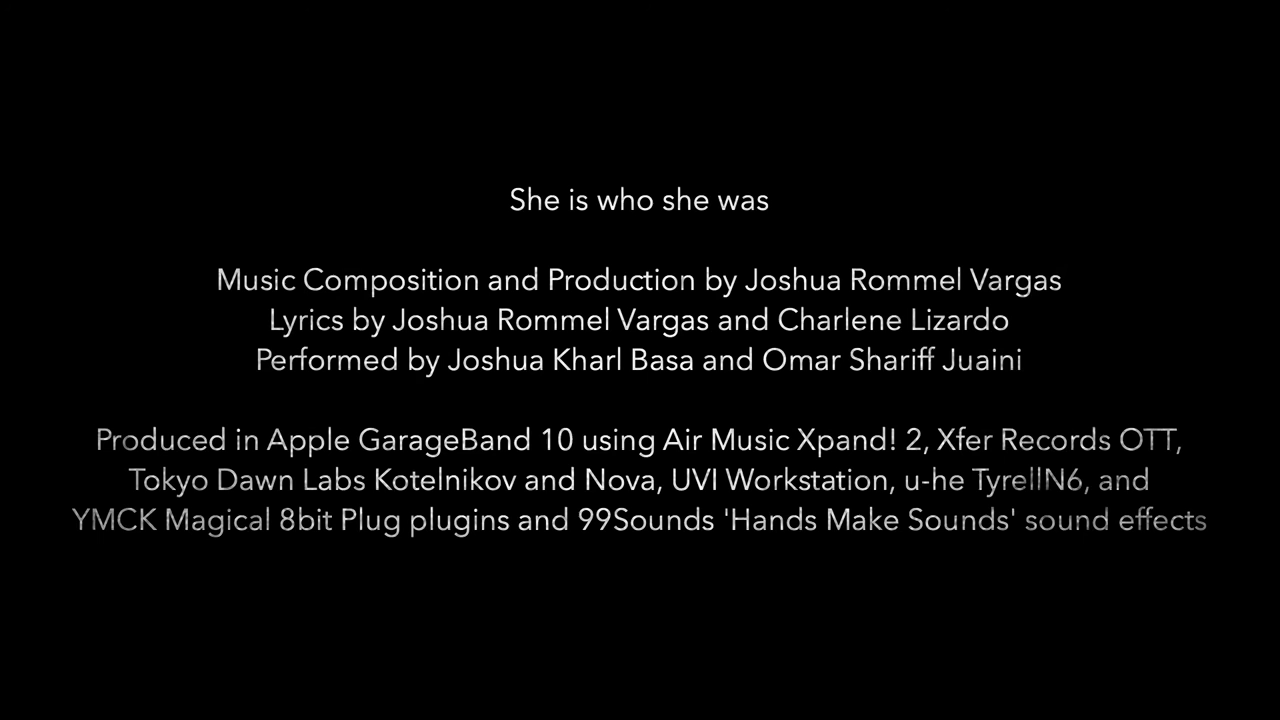 She is who she was
Music Composition and Production by Joshua Rommel Vargas
Lyrics by Joshua Rommel Vargas and Charlene Lizardo
Performed by Joshua Kharl Basa and Omar Shariff Juaini
Produced in Apple GarageBand 10 using Air Music Xpand! 2, Xfer Records OTT,
Tokyo Dawn Labs Kotelnikov and Nova, UVI Workstation, u-he TyrellN6, and
YMCK Magical 8bit Plug plugins and 99Sounds 'Hands Make Sounds' sound effects